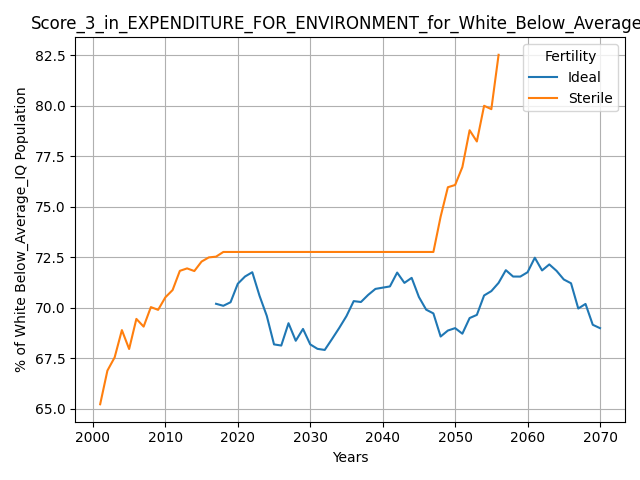 Score_3_in_EXPENDITURE_FOR_ENVIRONMENT_for_White_Below_Average
% of White Below_Average_IQ Population
82.5
80.0
77.5
75.0
72.5
70.0
67.5
65.0
Fertility
Ideal
Sterile
2000 2010 2020 2030 2040 2050 2060 2070
Years